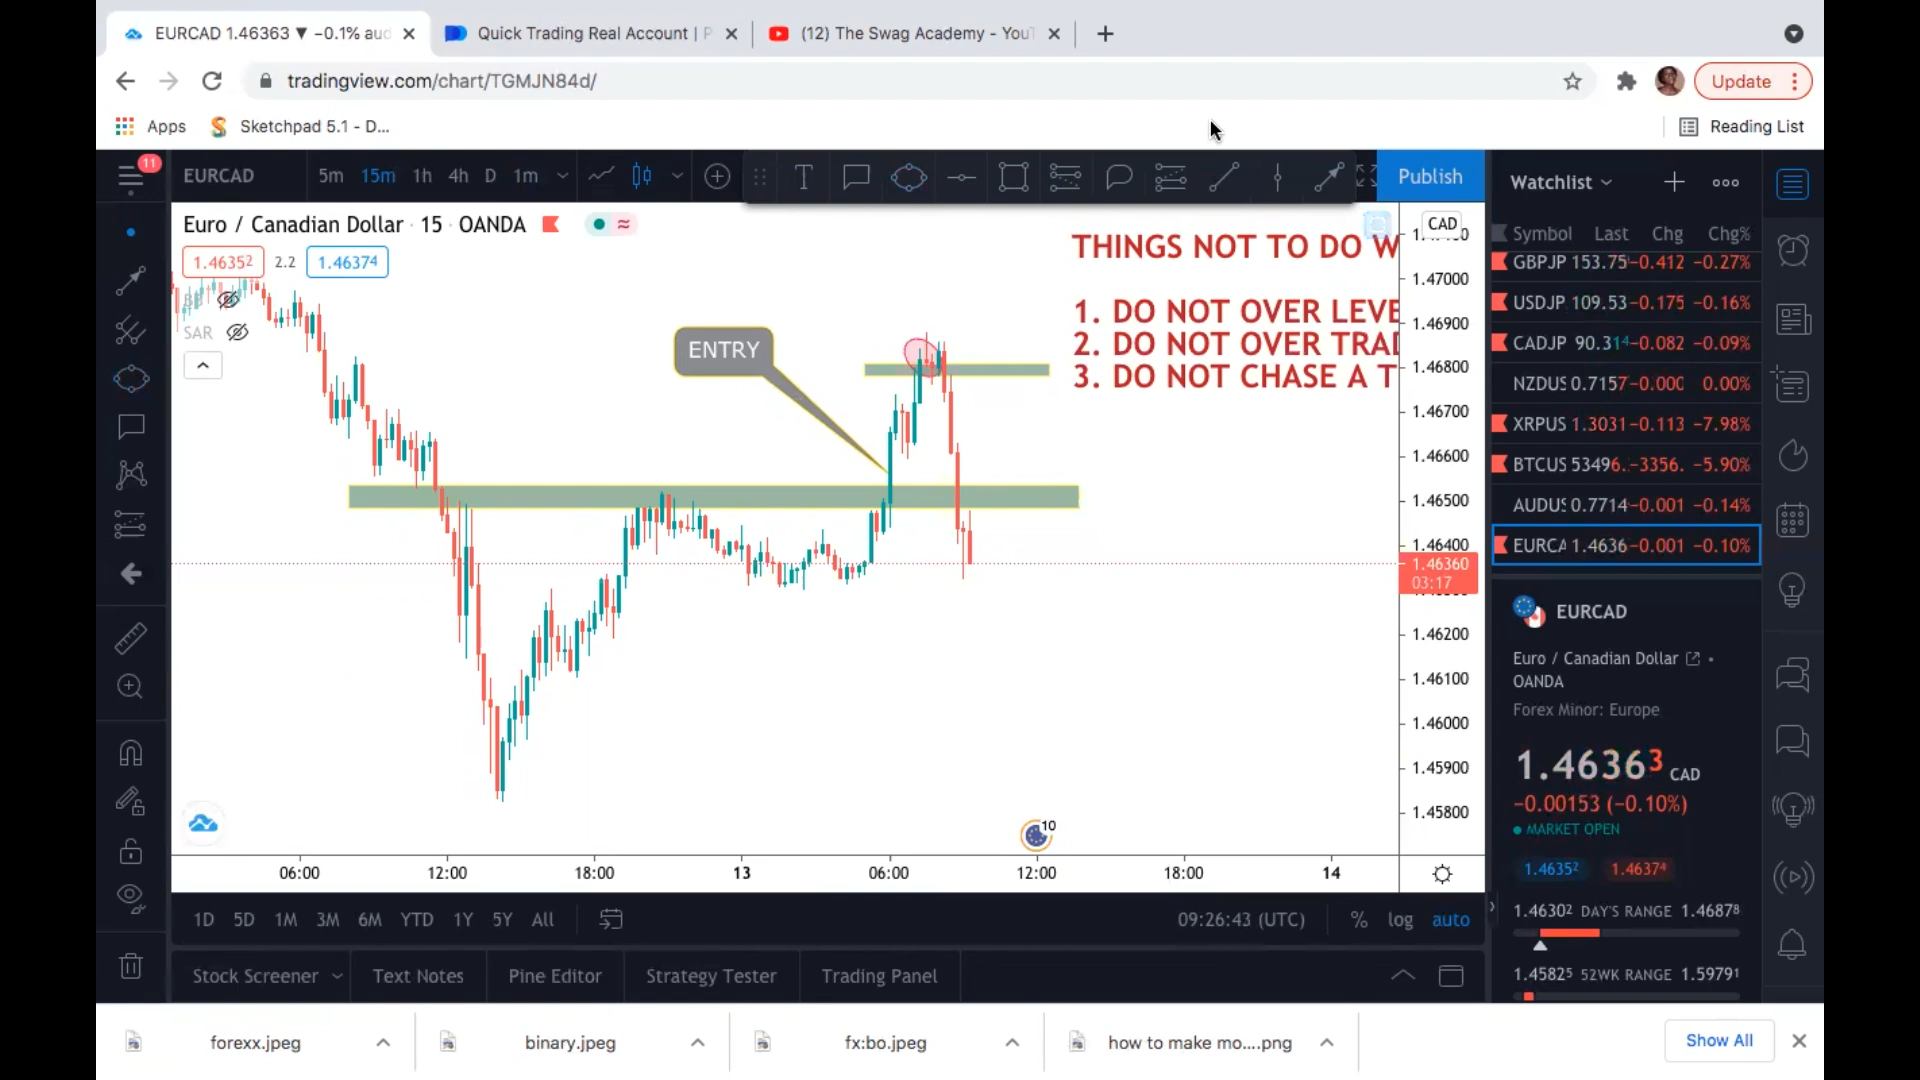 EURCAD 1.46363 ▼ −0.1% aud
Quick Trading Real Account | P
(12) The Swag Academy - YouT
tradingview.com/chart/TGMJN84d/
Update
Apps
Sketchpad 5.1 - D...
Reading List
11
EURCAD
5m 15m 1h 4h D 1m
Publish
Watchlist
Euro / Canadian Dollar · 15 · OANDA
CAD
Symbol Last Chg Chg%
1.46352 2.2 1.46374
THINGS NOT TO DO W
GBPJP 153.75 −0.412 −0.27%
1.47000
BB
USDJP 109.53 −0.175 −0.16%
1. DO NOT OVER LEVE
1.46900
SAR
ENTRY
2. DO NOT OVER TRAD
CADJP 90.314 −0.082 −0.09%
1.46800
3. DO NOT CHASE A T
NZDUS 0.7157 −0.000 0.00%
1.46700
XRPUS 1.3031 −0.113 −7.98%
1.46600
BTCUS 53496. −3356. −5.90%
1.46500
AUDUS 0.7714 −0.001 −0.14%
1.46400
EURCA 1.4636 −0.001 −0.10%
1.46360
03:17
EURCAD
1.46200
Euro / Canadian Dollar
OANDA
1.46100
Forex Minor: Europe
1.46000
1.46363 CAD
1.45900
−0.00153 (−0.10%)
1.45800
MARKET OPEN
10
06:00 12:00 18:00 13 06:00 12:00 18:00 14
1.46352 1.46374
1D 5D 1M 3M 6M YTD 1Y 5Y All
09:26:43 (UTC) % log auto
1.46302 DAY'S RANGE 1.46878
Stock Screener Text Notes Pine Editor Strategy Tester Trading Panel
1.45825 52WK RANGE 1.59791
forexx.jpeg
binary.jpeg
fx:bo.jpeg
how to make mo....png
Show All